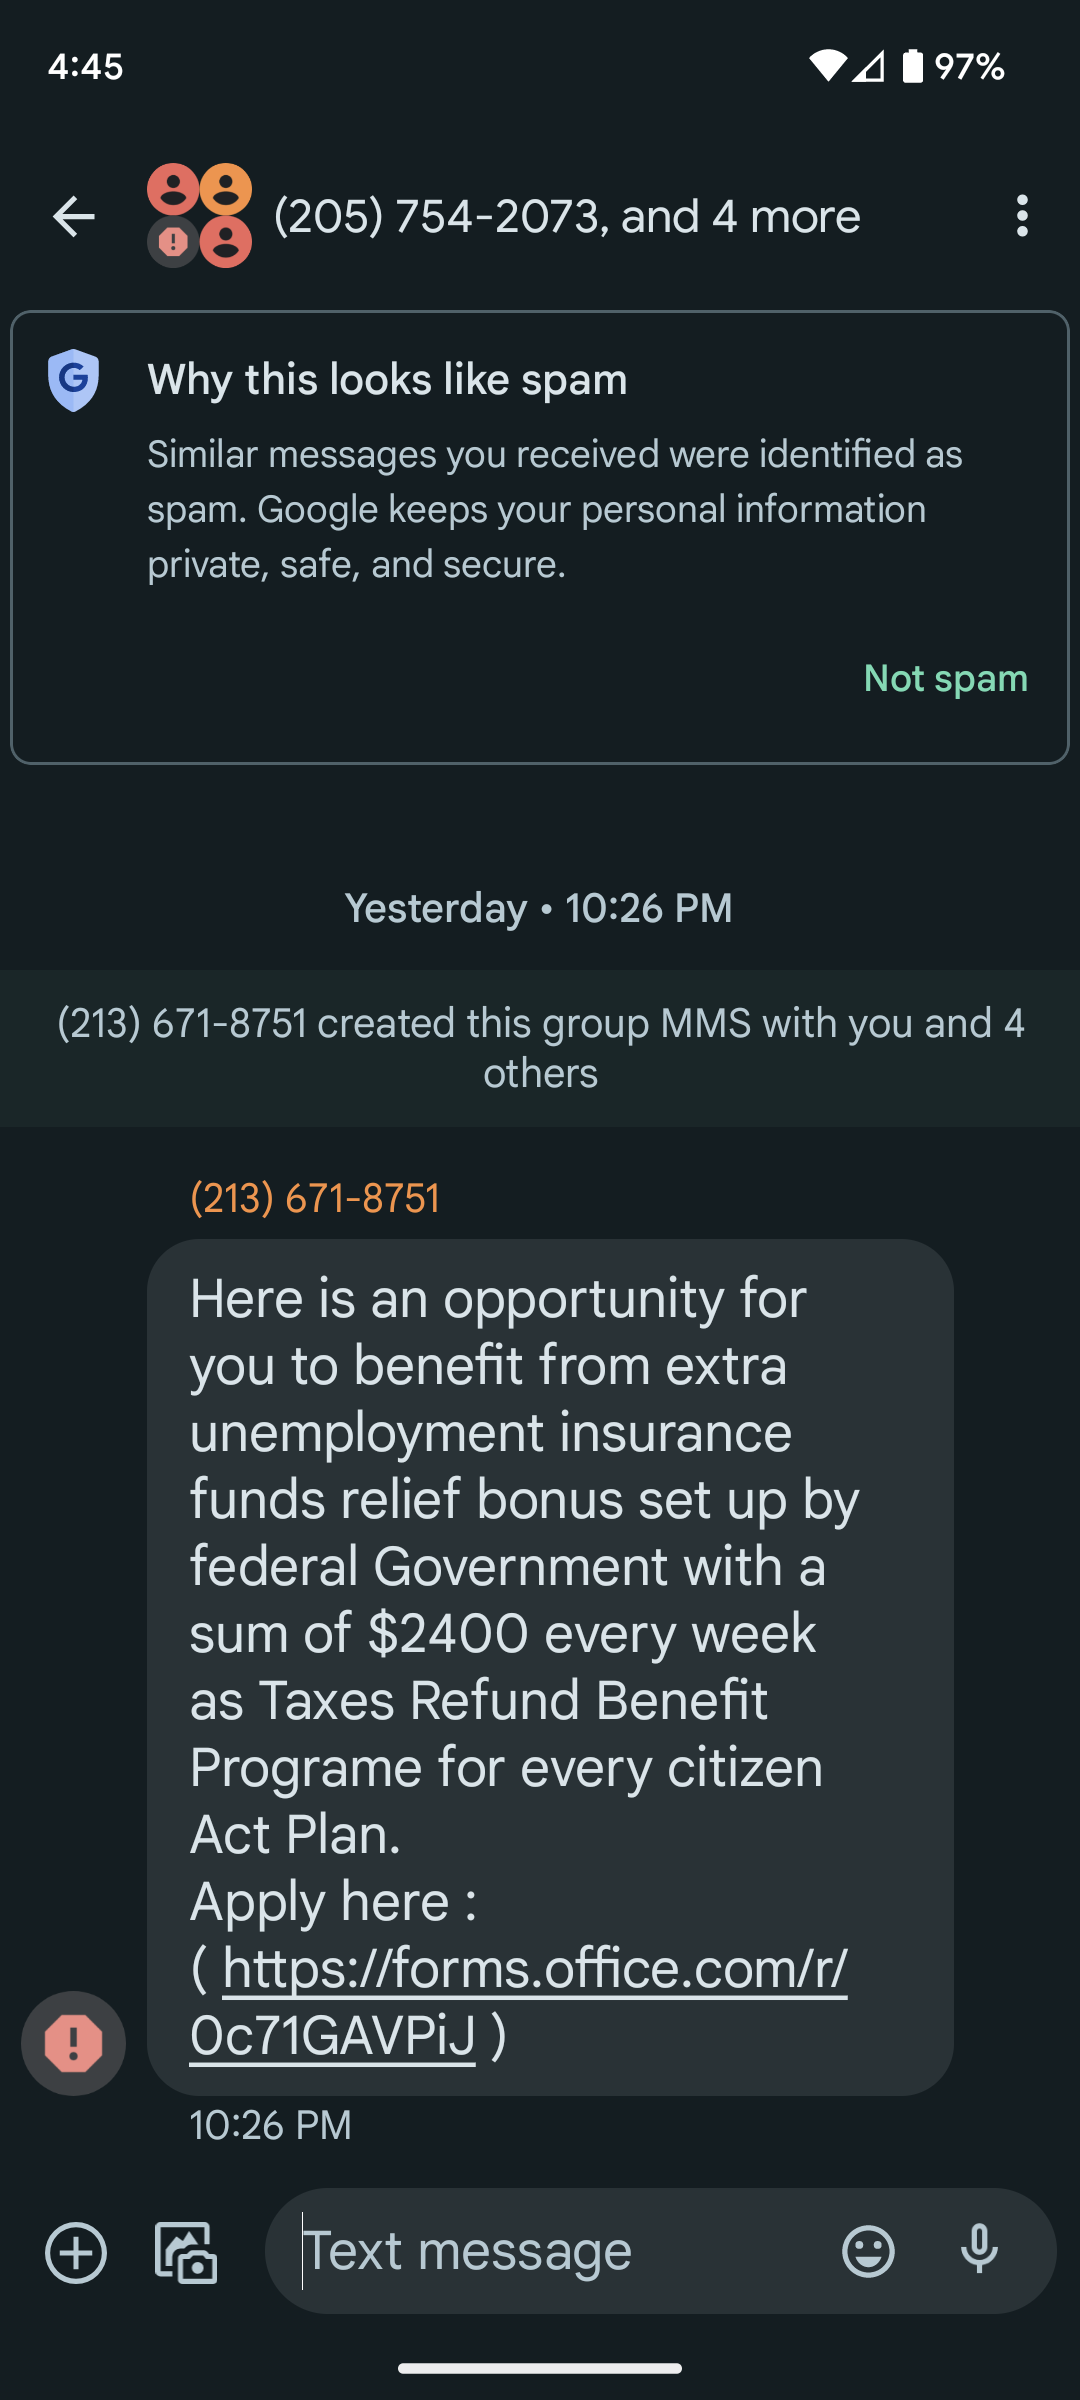 4:45
97%
(205) 754-2073, and 4 more
G
Why this looks like spam
Similar messages you received were identified as
spam. Google keeps your personal information
private, safe, and secure.
Not spam
Yesterday • 10:26 PM
(213) 671-8751 created this group MMS with you and 4
others
(213) 671-8751
Here is an opportunity for
you to benefit from extra
unemployment insurance
funds relief bonus set up by
federal Government with a
sum of $2400 every week
as Taxes Refund Benefit
Programe for every citizen
Act Plan.
Apply here :
( https://forms.office.com/r/
0c71GAVPiJ )
10:26 PM
Text message